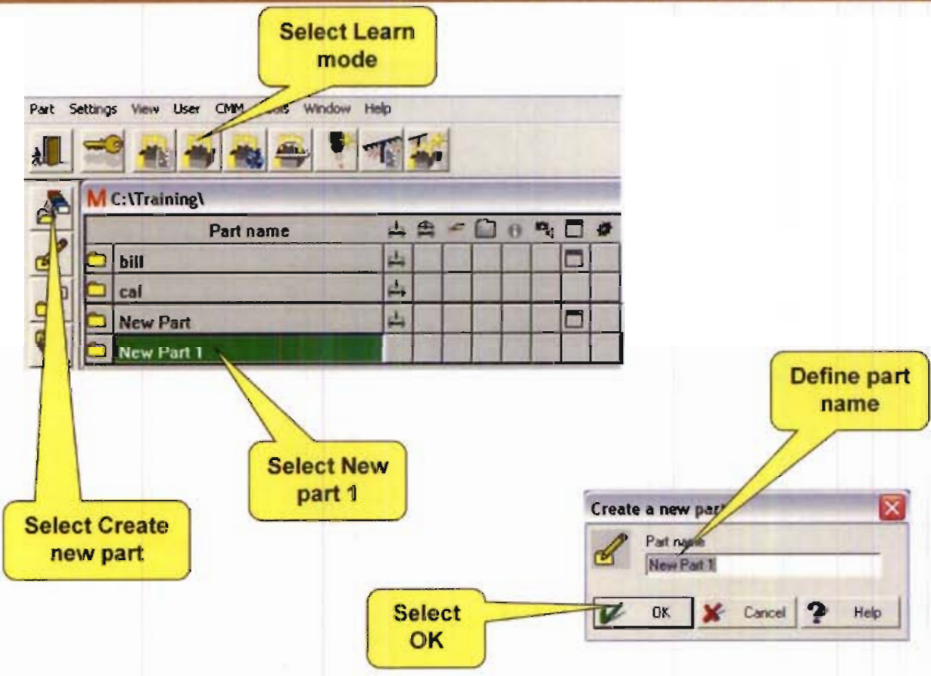 Select Learn
mode
Part Settings View User CMM Window Help
M C:\Training\
Part name
bill
cal
New Part
New Part 1
Define part
name
Select New
part 1
Select Create
new part
Create a new part
Part name
New Part 1
Select
OK
OK Cancel Help